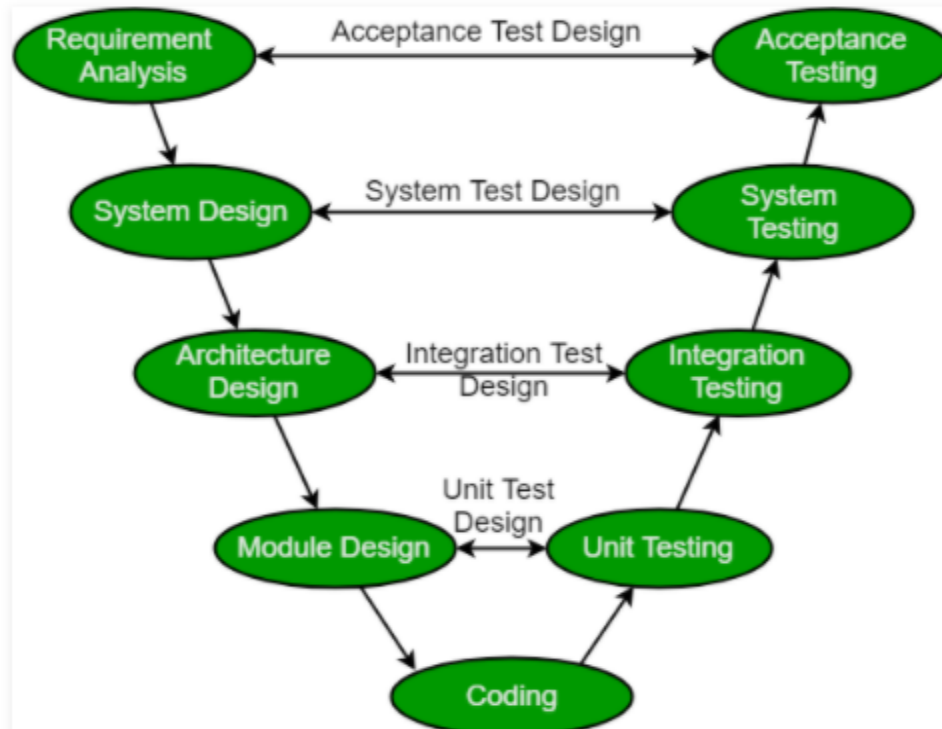 Requirement
Analysis
Acceptance Test Design
Acceptance
Testing
System Design
System Test Design
System
Testing
Architecture
Design
Integration Test
Design
Integration
Testing
Module Design
Unit Test
Design
Unit Testing
Coding